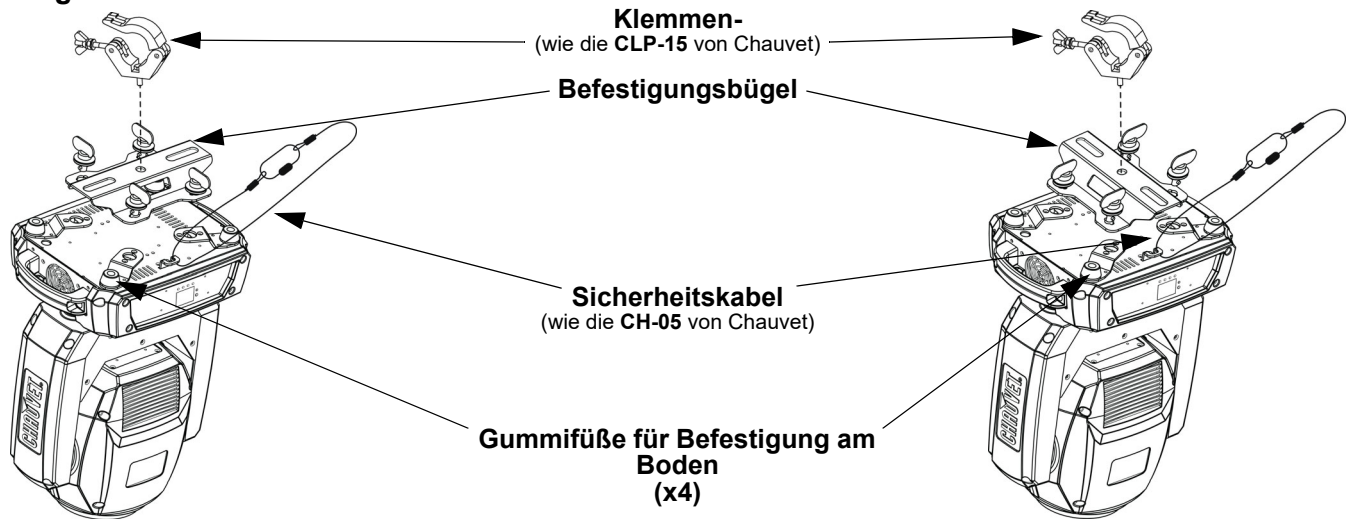 Klemmen-
(wie die CLP-15 von Chauvet)
Befestigungsbügel
Sicherheitskabel
(wie die CH-05 von Chauvet)
Gummifüße für Befestigung am
Boden
(x4)
CHAUVET
CHAUVET